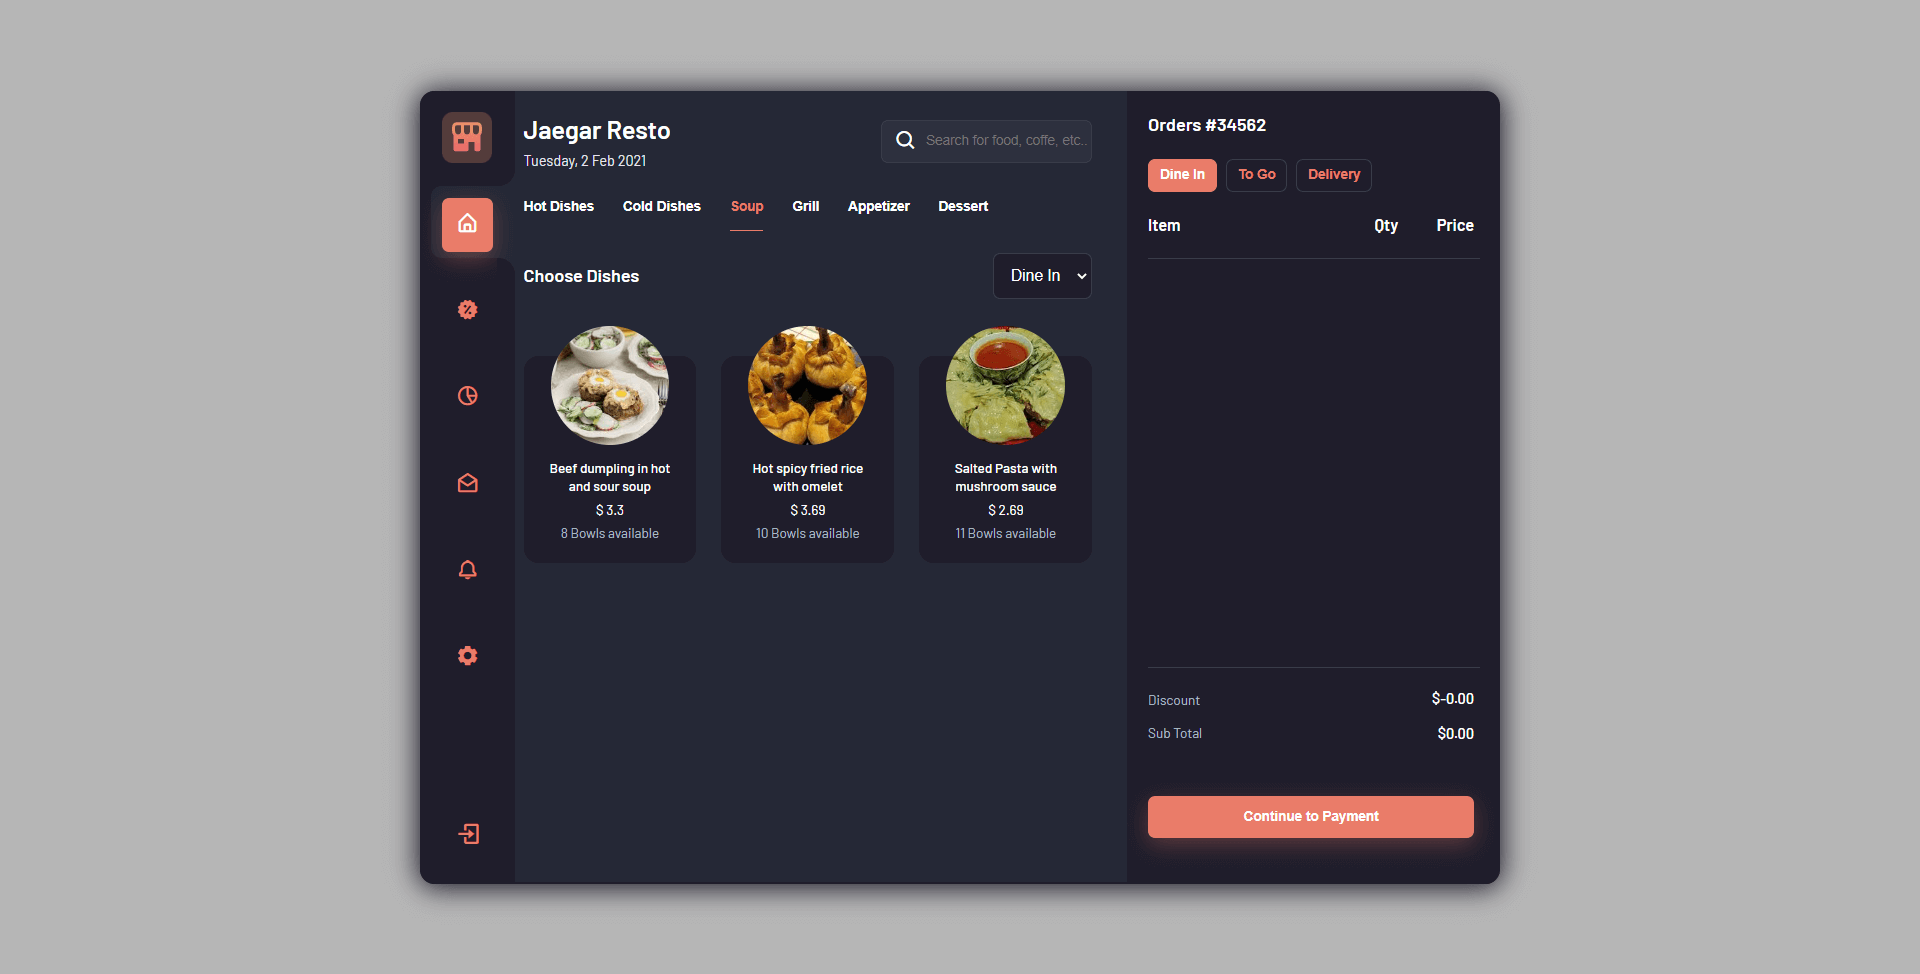 Jaegar Resto
Tuesday, 2 Feb 2021
Search for food, coffe, etc..
Hot Dishes
Cold Dishes
Soup
Grill
Appetizer
Dessert
Choose Dishes
Dine In
Beef dumpling in hot
and sour soup
$ 3.3
8 Bowls available
Hot spicy fried rice
with omelet
$ 3.69
10 Bowls available
Salted Pasta with
mushroom sauce
$ 2.69
11 Bowls available
Orders #34562
Dine In
To Go
Delivery
Item
Qty
Price
Discount
$-0.00
Sub Total
$0.00
Continue to Payment